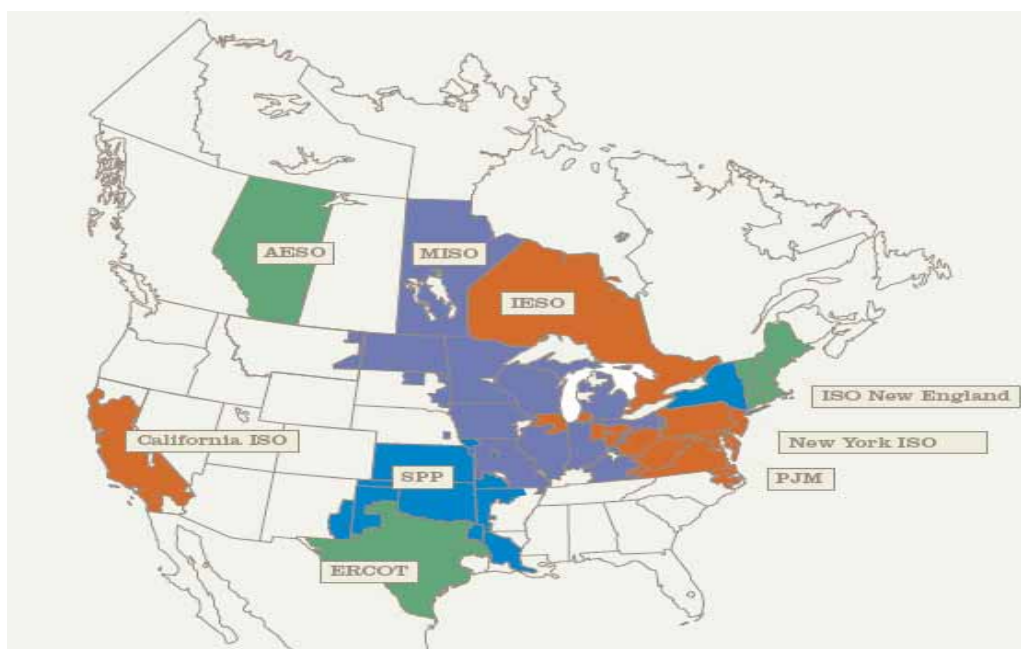 AESO
MISO
IESO
ISO New England
California ISO
New York ISO
SPP
PJM
ERCOT